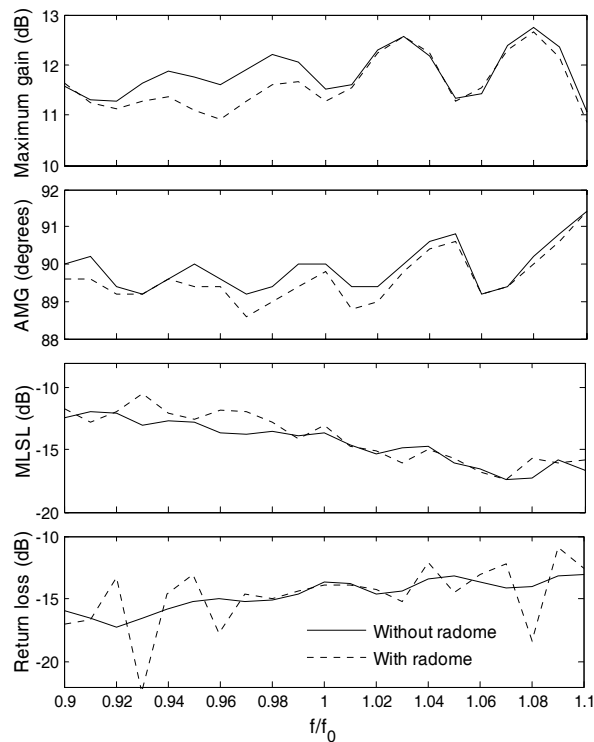 13
12
11
10
Maximum gain (dB)
92
91
90
89
88
AMG (degrees)
-10
-15
-20
MLSL (dB)
-10
-15
-20
Return loss (dB)
Without radome
With radome
0.9 0.92 0.94 0.96 0.98 1 1.02 1.04 1.06 1.08 1.1
f/f0